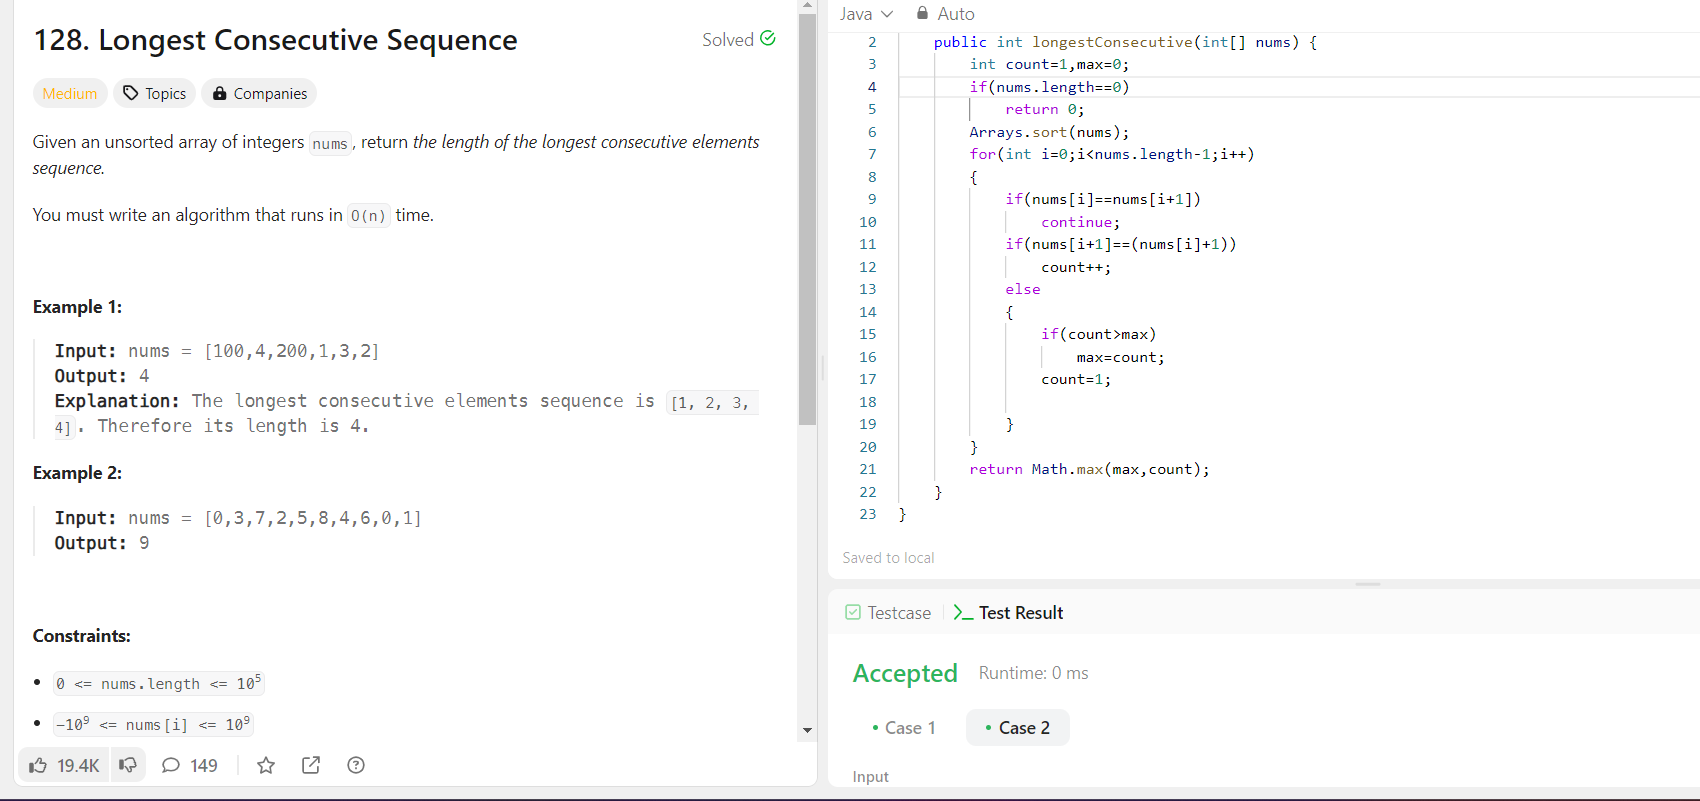 128. Longest Consecutive Sequence
Solved
Medium
Topics
Companies
Given an unsorted array of integers nums, return the length of the longest consecutive elements
sequence.
You must write an algorithm that runs in O(n) time.
Example 1:
Input: nums = [100,4,200,1,3,2]
Output: 4
Explanation: The longest consecutive elements sequence is [1, 2, 3,
4]. Therefore its length is 4.
Example 2:
Input: nums = [0,3,7,2,5,8,4,6,0,1]
Output: 9
Constraints:
• 0 <= nums.length <= 10⁵
• -10⁹ <= nums[i] <= 10⁹
19.4K
149
Java
Auto
2 public int longestConsecutive(int[] nums) {
3 int count=1,max=0;
4 if(nums.length==0)
5 return 0;
6 Arrays.sort(nums);
7 for(int i=0;i<nums.length-1;i++)
8 {
9 if(nums[i]==nums[i+1])
10 continue;
11 if(nums[i+1]==(nums[i]+1))
12 count++;
13 else
14 {
15 if(count>max)
16 max=count;
17 count=1;
18
19 }
20 }
21 return Math.max(max,count);
22 }
23 }
Saved to local
Testcase
>_ Test Result
Accepted
Runtime: 0 ms
• Case 1
• Case 2
Input